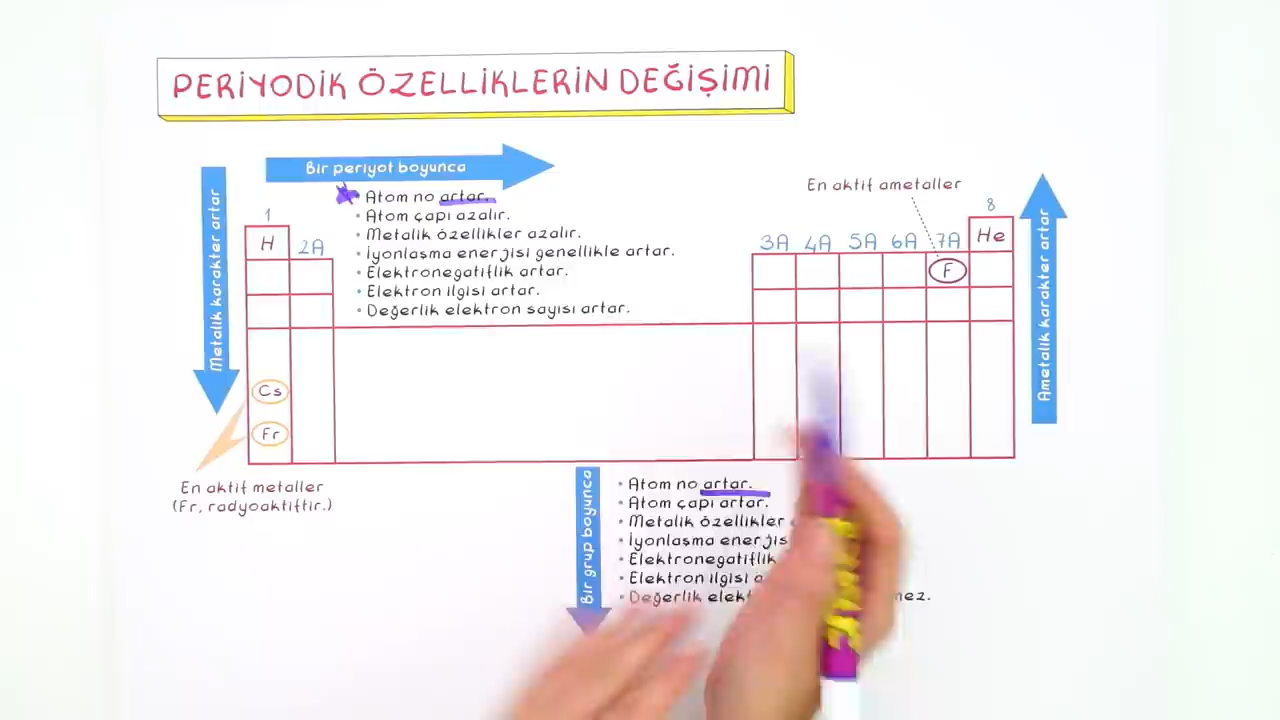 PERİYODİK ÖZELLİKLERİN DEĞİŞİMİ
Bir periyot boyunca
• Atom no artar.
• Atom çapı azalır.
• Metalik özellikler azalır.
• İyonlaşma enerjisi genellikle artar.
• Elektronegatiflik artar.
• Elektron ilgisi artar.
• Değerlik elektron sayısı artar.
Metalik karakter artar
1
H
2A
Cs
Fr
En aktif metaller
(Fr, radyoaktiftir.)
En aktif ametaller
3A 4A 5A 6A 7A
8
He
F
Ametalik karakter artar
Bir grup boyunca
• Atom no artar.
• Atom çapı artar.
• Metalik özellikler
• İyonlaşma
• Elektronegatiflik
• Elektron ilgisi
• Değerlik